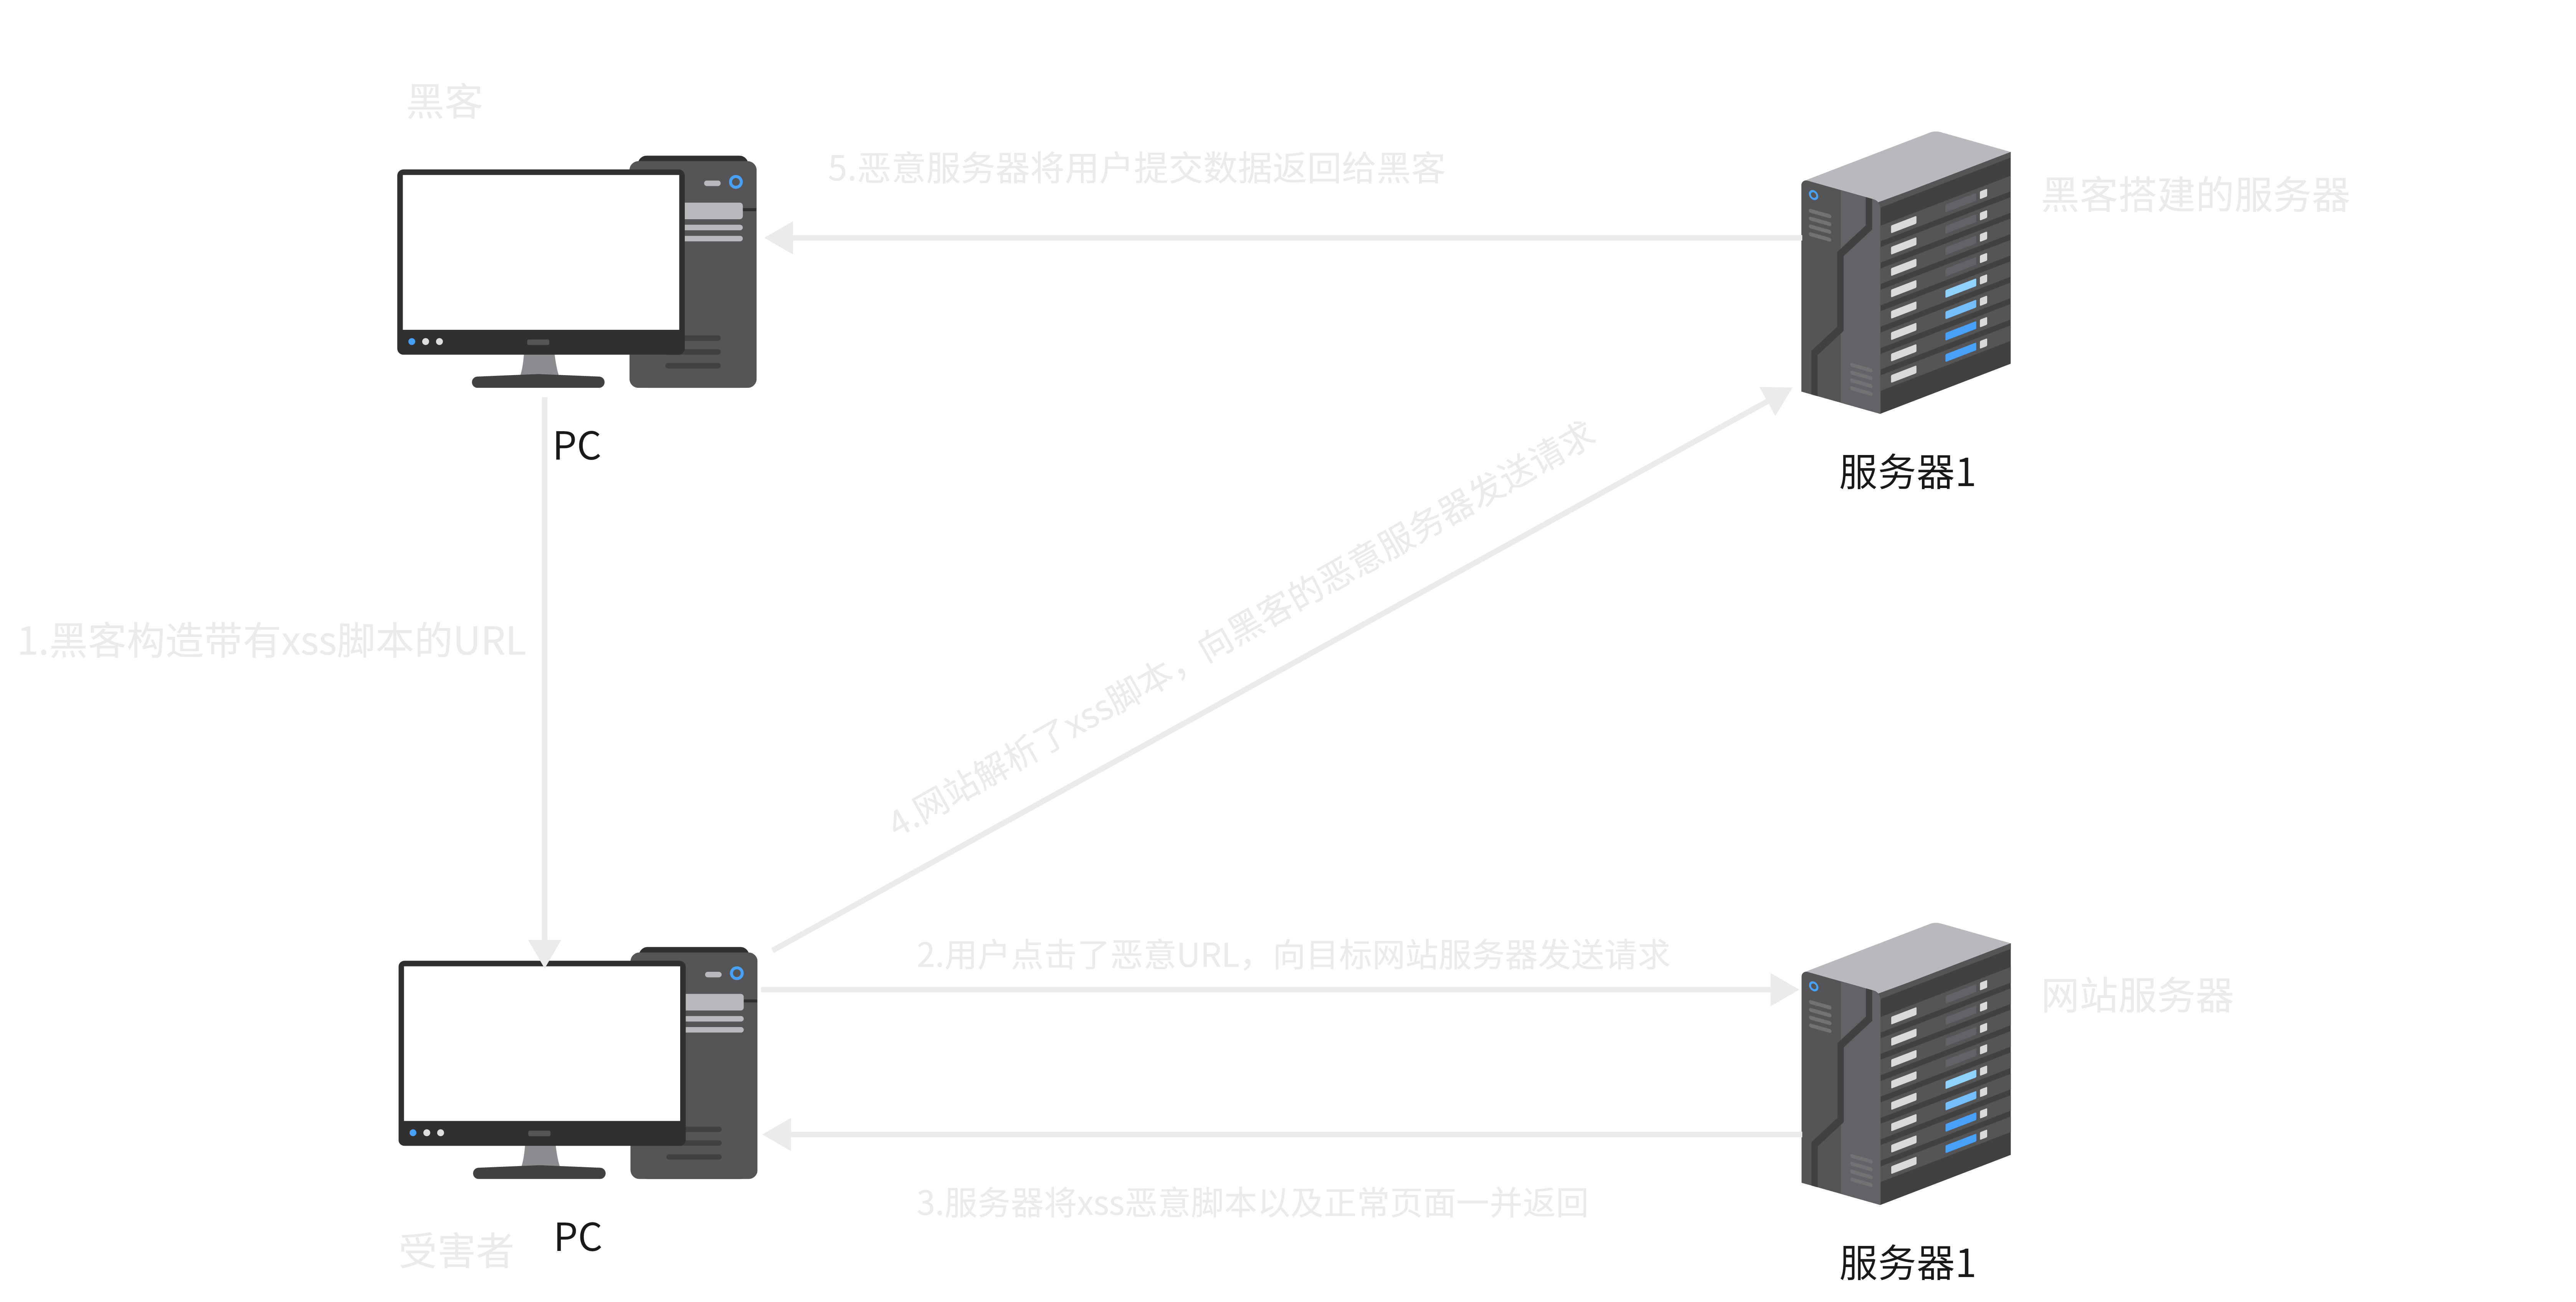 黑客
5.恶意服务器将用户提交数据返回给黑客
黑客搭建的服务器
PC
服务器1
1.黑客构造带有xss脚本的URL
4.网站解析了xss脚本，向黑客的恶意服务器发送请求
2.用户点击了恶意URL，向目标网站服务器发送请求
网站服务器
3.服务器将xss恶意脚本以及正常页面一并返回
受害者
PC
服务器1